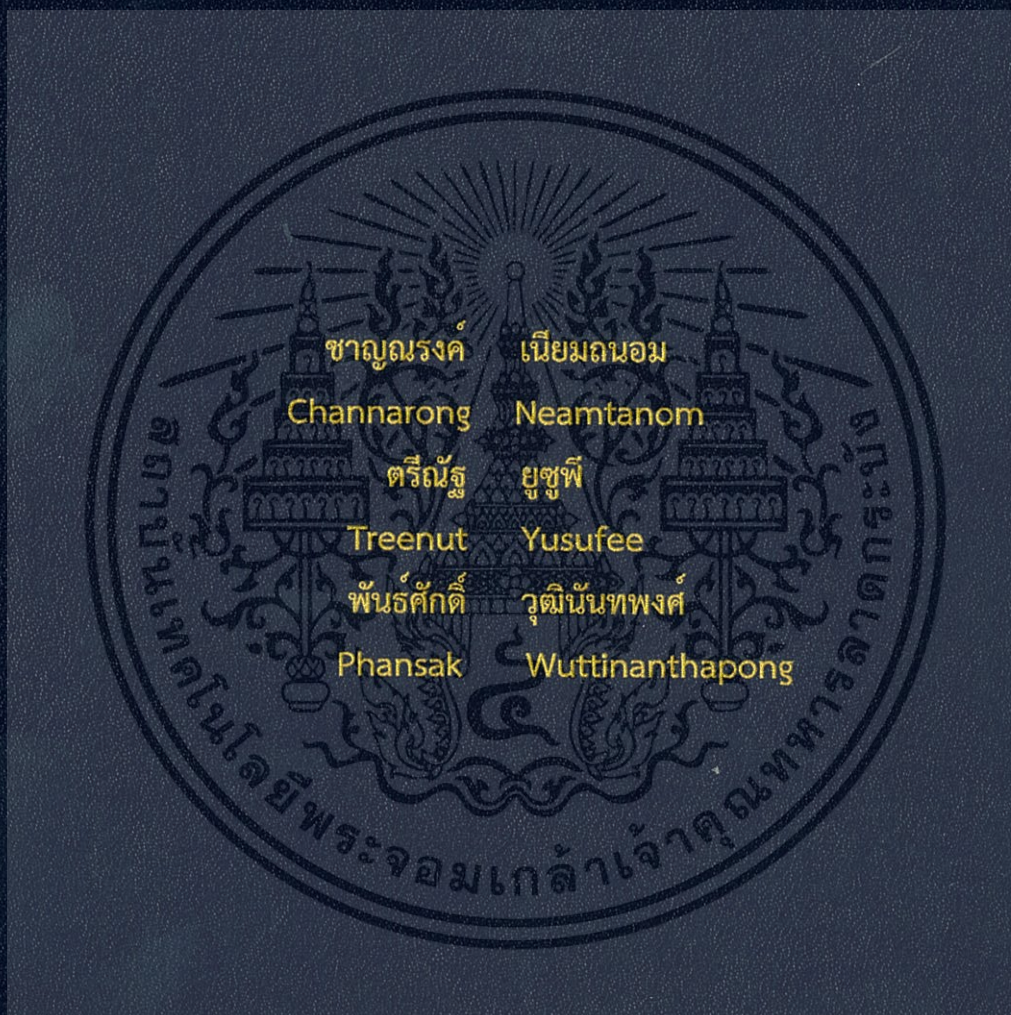 ชาญณรงค์ เนียมถนอม
Channarong Neamtanom
ตรีณัฐ ยูซูฟี
Treenut Yusufee
พันธ์ศักดิ์ วุฒินันทพงศ์
Phansak Wuttinanthapong
๔
สถาบันเทคโนโลยีพระจอมเกล้าเจ้าคุณทหารลาดกระบัง